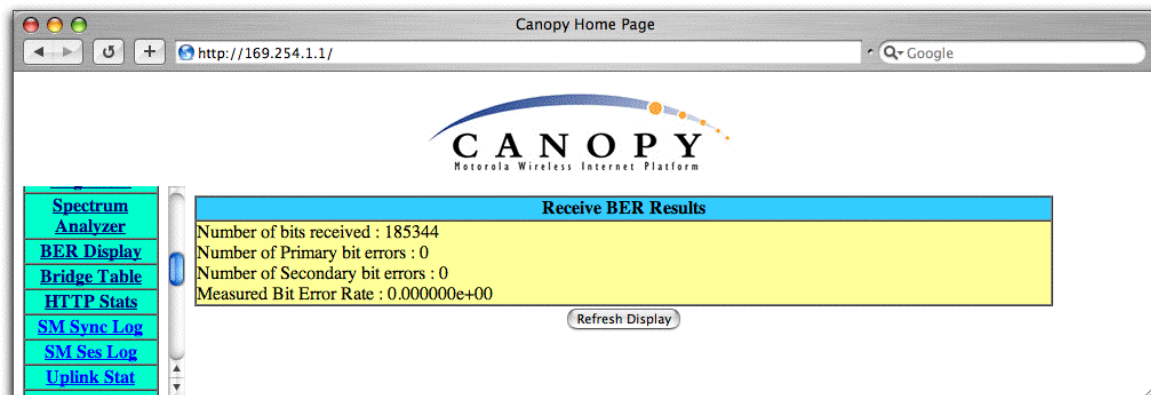 Canopy Home Page
http://169.254.1.1/
Google
CANOPY
Motorola Wireless Internet Platform
Spectrum
Analyzer
BER Display
Bridge Table
HTTP Stats
SM Sync Log
SM Ses Log
Uplink Stat
Receive BER Results
Number of bits received : 185344
Number of Primary bit errors : 0
Number of Secondary bit errors : 0
Measured Bit Error Rate : 0.000000e+00
Refresh Display